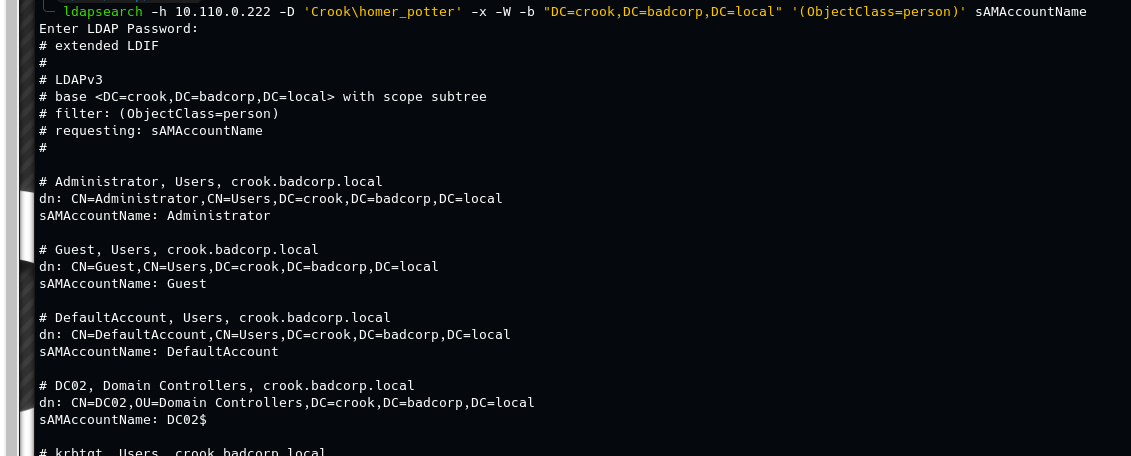 ldapsearch -h 10.110.0.222 -D 'Crook\homer_potter' -x -W -b "DC=crook,DC=badcorp,DC=local" '(ObjectClass=person)' sAMAccountName
Enter LDAP Password:
# extended LDIF
#
# LDAPv3
# base <DC=crook,DC=badcorp,DC=local> with scope subtree
# filter: (ObjectClass=person)
# requesting: sAMAccountName
#
# Administrator, Users, crook.badcorp.local
dn: CN=Administrator,CN=Users,DC=crook,DC=badcorp,DC=local
sAMAccountName: Administrator
# Guest, Users, crook.badcorp.local
dn: CN=Guest,CN=Users,DC=crook,DC=badcorp,DC=local
sAMAccountName: Guest
# DefaultAccount, Users, crook.badcorp.local
dn: CN=DefaultAccount,CN=Users,DC=crook,DC=badcorp,DC=local
sAMAccountName: DefaultAccount
# DC02, Domain Controllers, crook.badcorp.local
dn: CN=DC02,OU=Domain Controllers,DC=crook,DC=badcorp,DC=local
sAMAccountName: DC02$
# krbtgt, Users, crook.badcorp.local